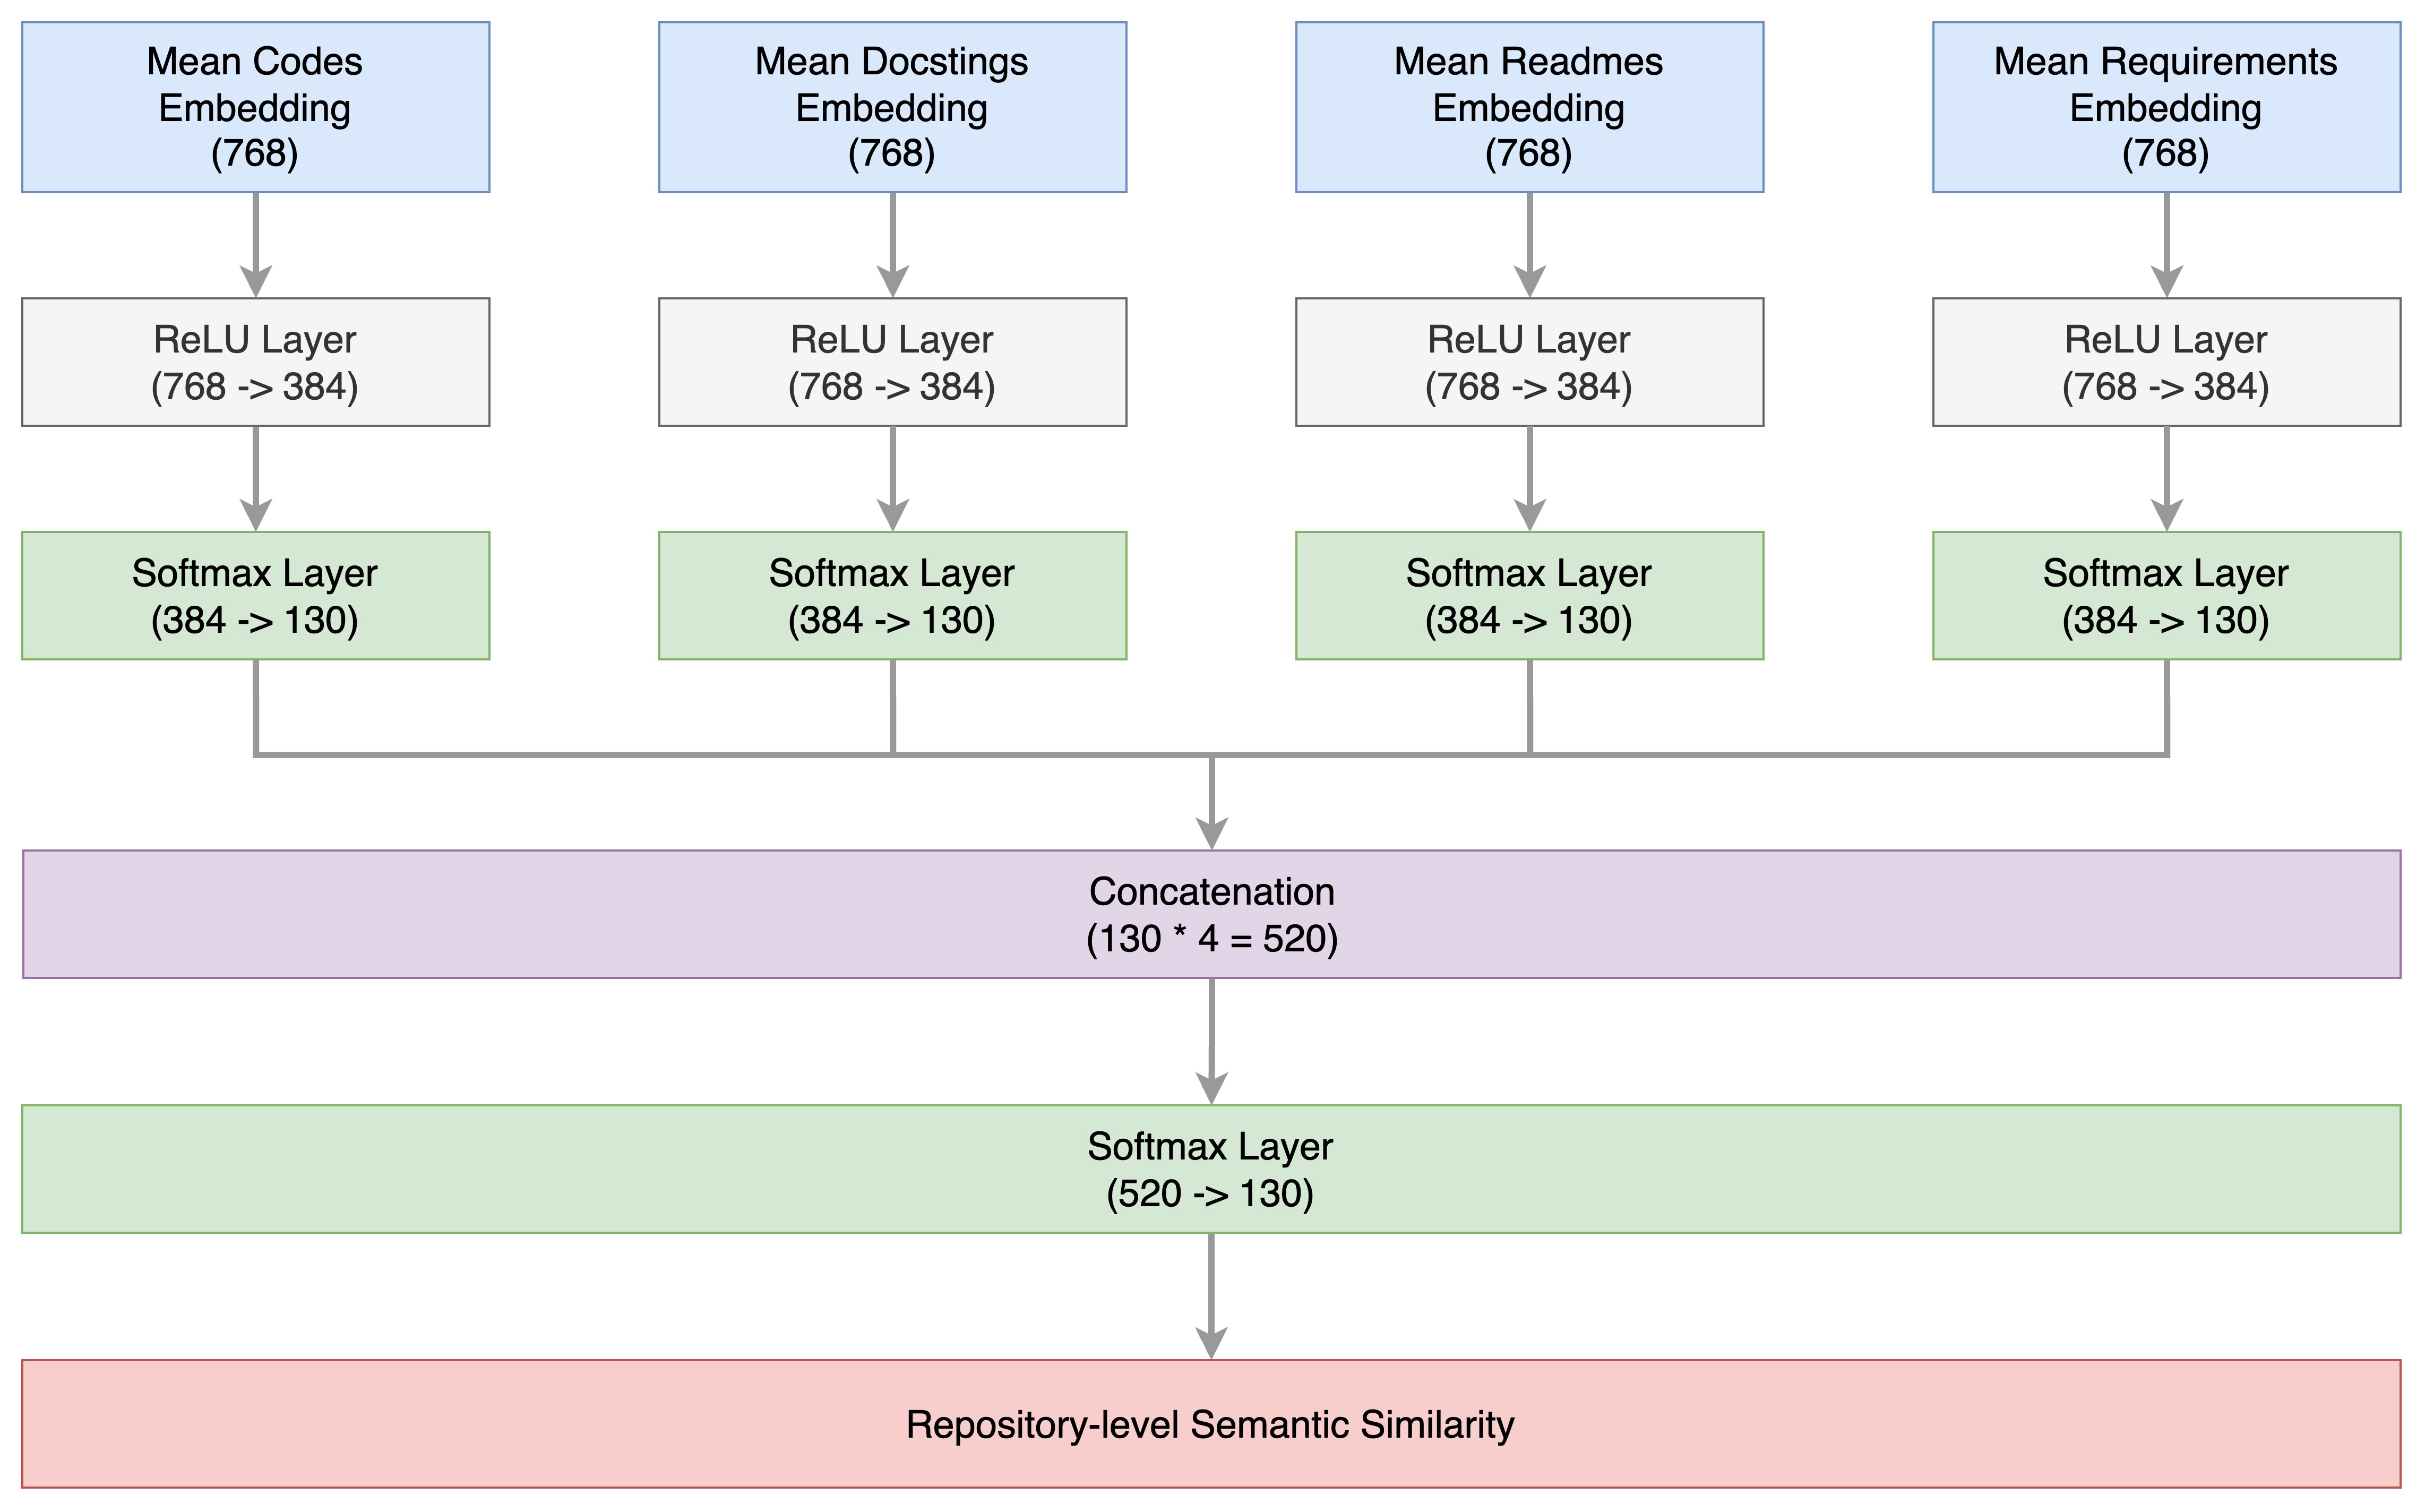 Mean Codes
Embedding
(768)
Mean Docstings
Embedding
(768)
Mean Readmes
Embedding
(768)
Mean Requirements
Embedding
(768)
ReLU Layer
(768 -> 384)
ReLU Layer
(768 -> 384)
ReLU Layer
(768 -> 384)
ReLU Layer
(768 -> 384)
Softmax Layer
(384 -> 130)
Softmax Layer
(384 -> 130)
Softmax Layer
(384 -> 130)
Softmax Layer
(384 -> 130)
Concatenation
(130 * 4 = 520)
Softmax Layer
(520 -> 130)
Repository-level Semantic Similarity